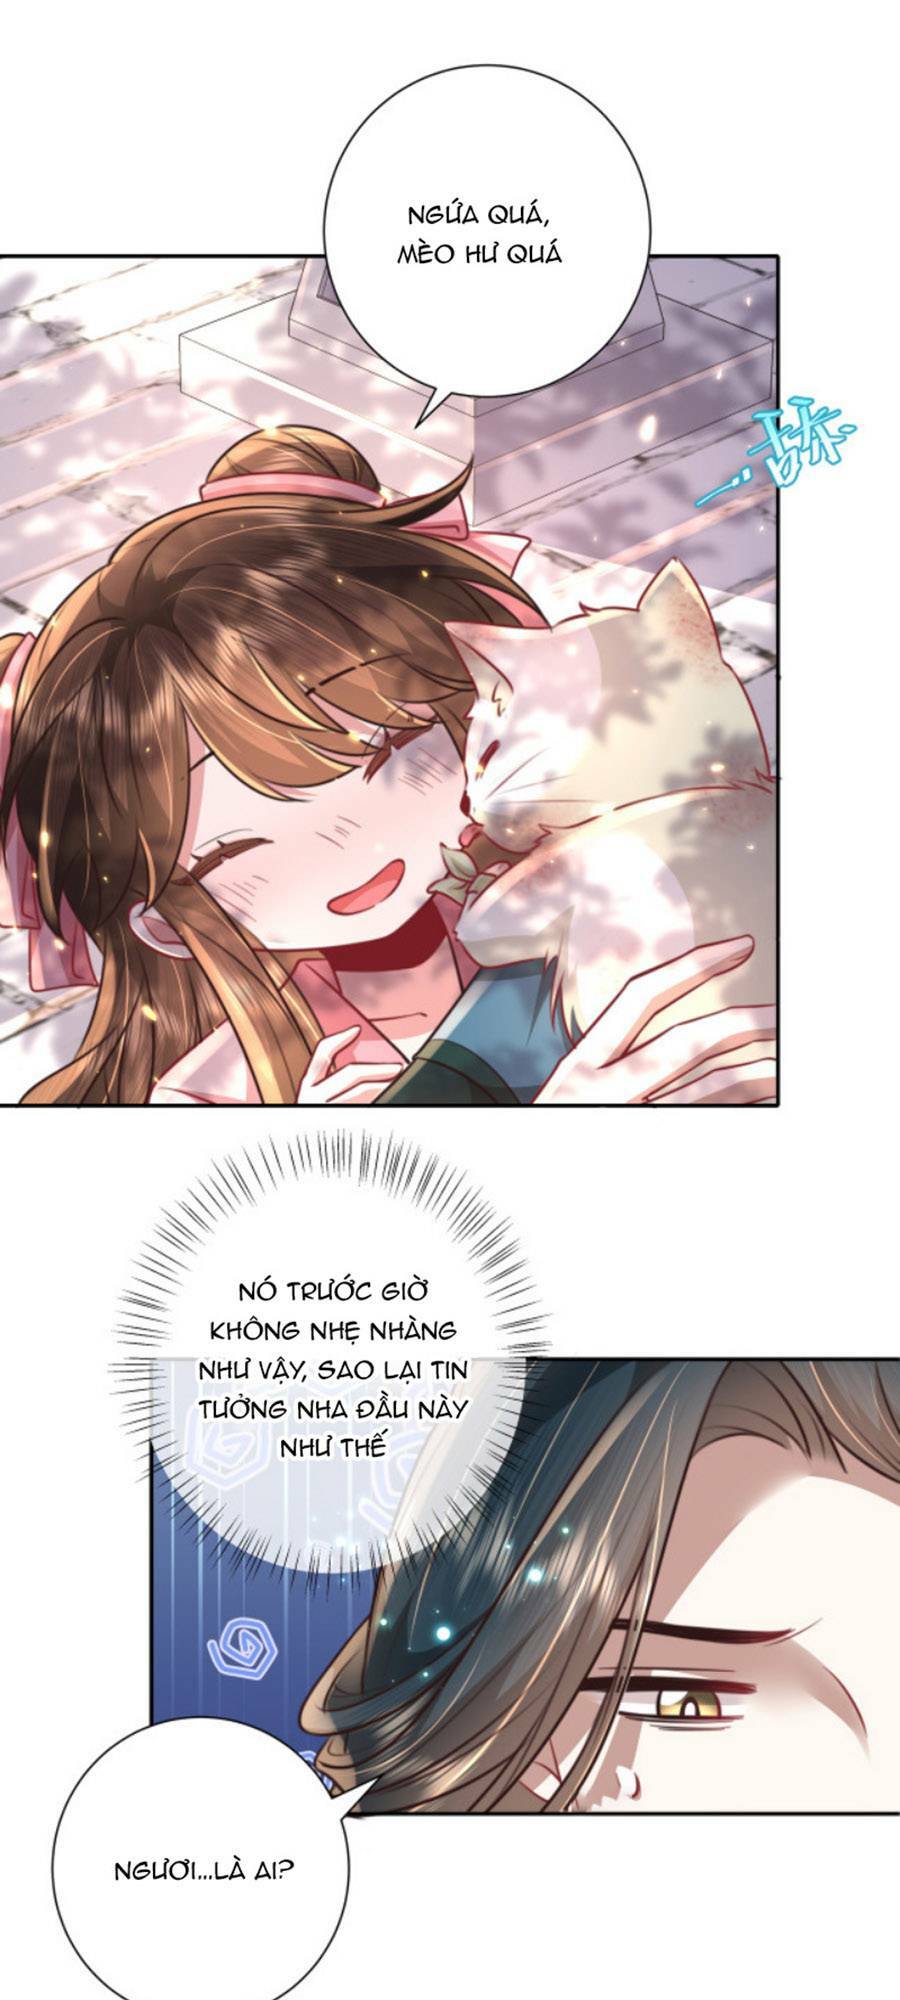 NGỨA QUÁ,
MÈO HƯ QUÁ
舔
NÓ TRƯỚC GIỜ
KHÔNG NHẸ NHÀNG
NHƯ VẬY, SAO LẠI TIN
TƯỞNG NHA ĐẦU NÀY
NHƯ THẾ
NGƯƠI...LÀ AI?